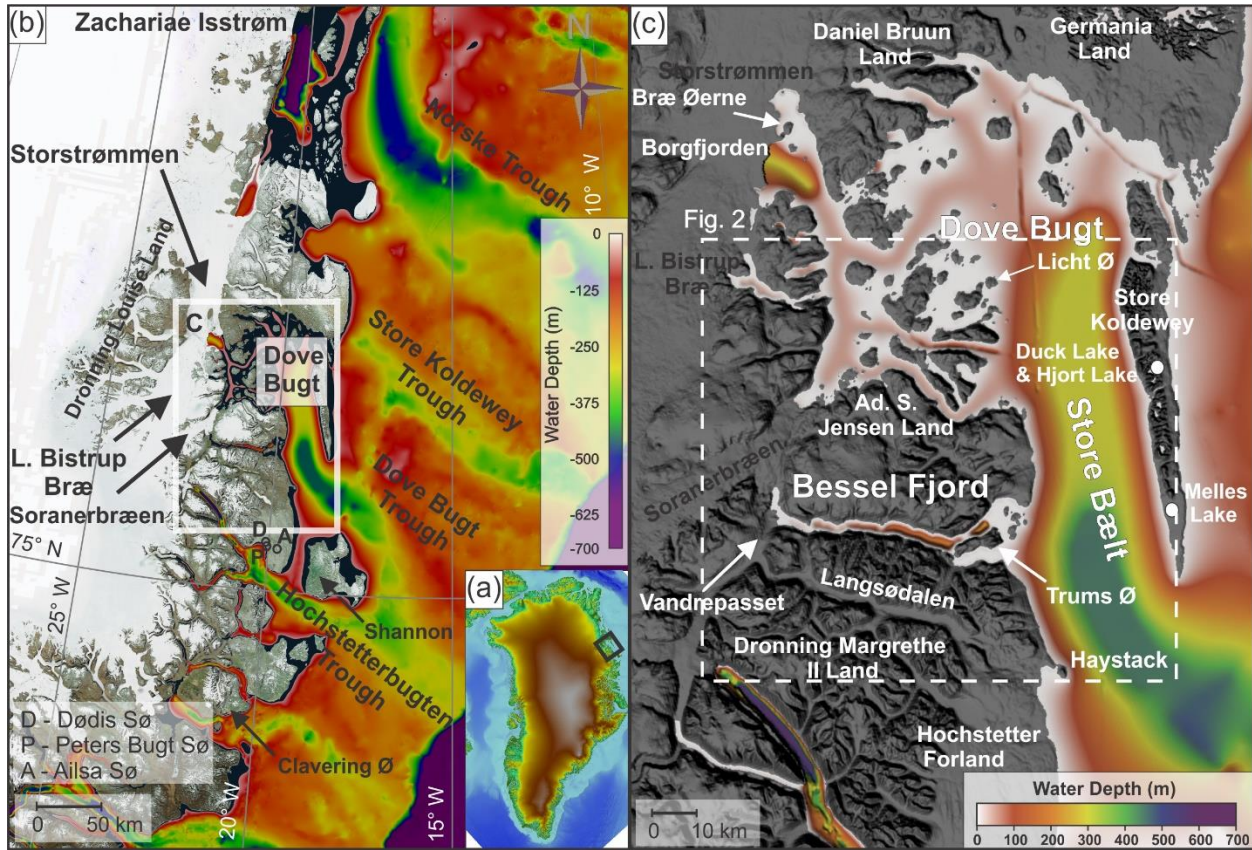 (b)
Zachariae Isstrøm
N
Norske Trough
10° W
Storstrømmen
Dronning Louise Land
C
Dove
Bugt
Store Koldewey
Trough
Water Depth (m)
0
-125
-250
-375
-500
-625
-700
L. Bistrup
Bræ
Soranerbræen
Dove Bugt
Trough
75° N
25° W
D
A
P
(a)
Hochstetterbugten
Trough
Shannon
D - Dødis Sø
P - Peters Bugt Sø
A - Ailsa Sø
Clavering Ø
0 50 km
20° W
15° W
(c)
Daniel Bruun
Land
Germania
Land
Storstrømmen
Bræ Øerne
Borgfjorden
Fig. 2
Dove Bugt
L. Bistrup
Bræ
Licht Ø
Store
Koldewey
Duck Lake
& Hjort Lake
Ad. S.
Jensen Land
Store Bælt
Soranerbræen
Bessel Fjord
Melles
Lake
Vandrepasset
Langsødalen
Trums Ø
Dronning Margrethe
II Land
Haystack
Hochstetter
Forland
0 10 km
Water Depth (m)
0 100 200 300 400 500 600 700